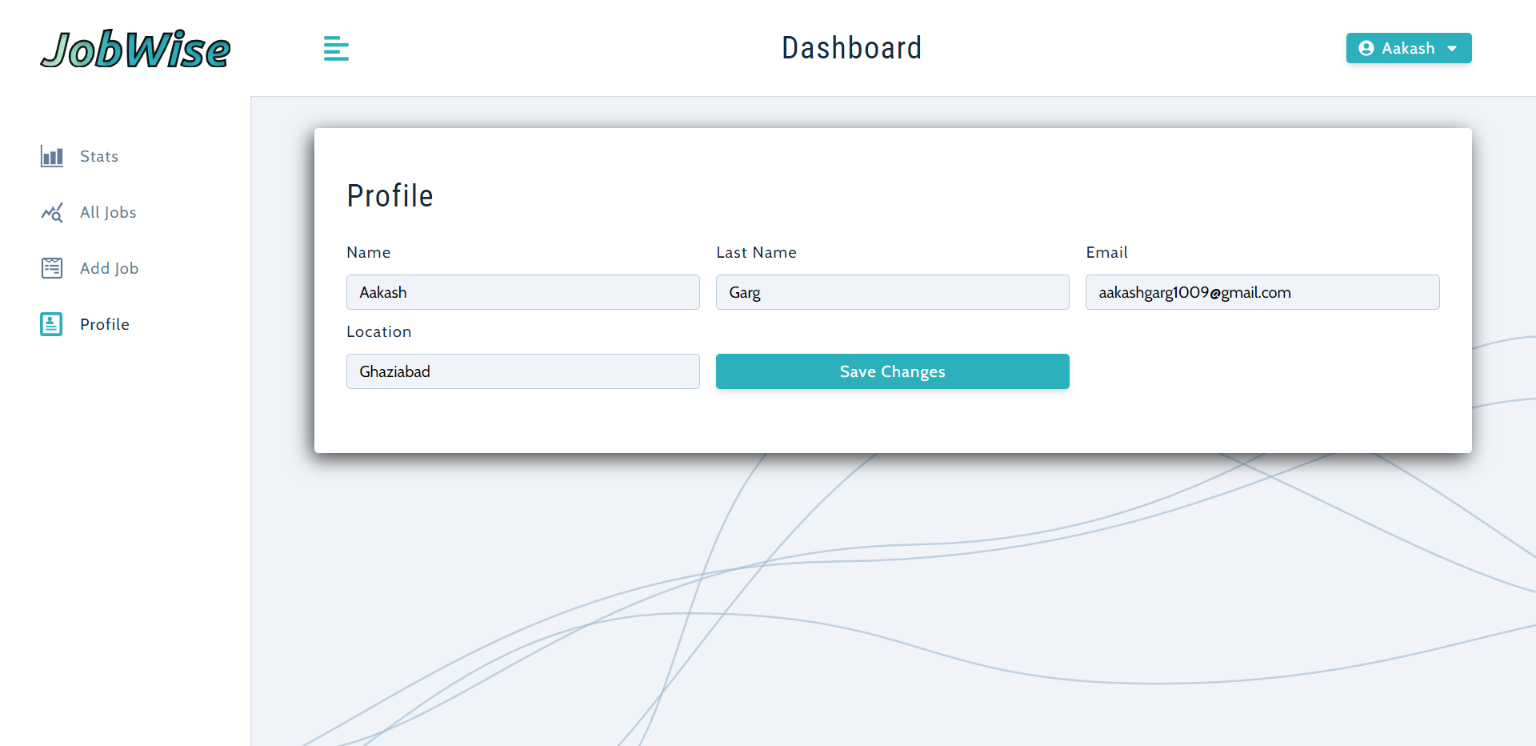 JobWise
Dashboard
Aakash
Stats
All Jobs
Add Job
Profile
Profile
Name
Last Name
Email
Aakash
Garg
aakashgarg1009@gmail.com
Location
Ghaziabad
Save Changes